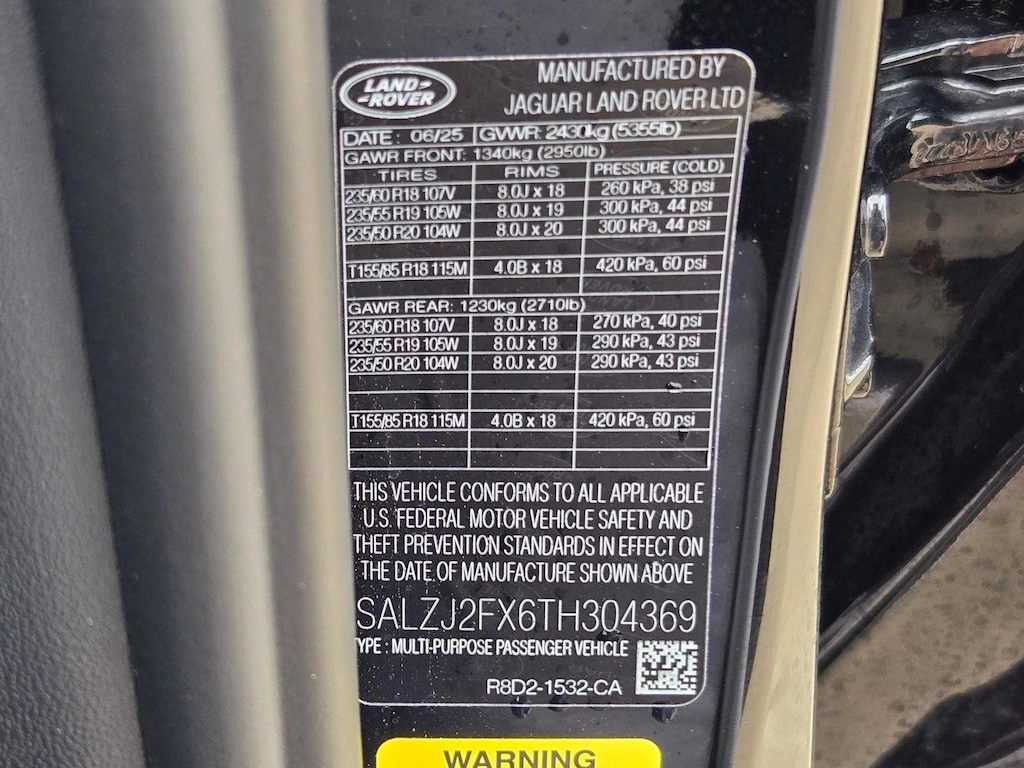 LAND ROVER
MANUFACTURED BY
JAGUAR LAND ROVER LTD
DATE: 06/25 GVWR: 2430kg (5355lb)
GAWR FRONT: 1340kg (2950lb)
TIRES RIMS PRESSURE (COLD)
235/60 R18 107V 8.0J x 18 260 kPa, 38 psi
235/55 R19 105W 8.0J x 19 300 kPa, 44 psi
235/50 R20 104W 8.0J x 20 300 kPa, 44 psi
T155/85 R18 115M 4.0B x 18 420 kPa, 60 psi
GAWR REAR: 1230kg (2710lb)
235/60 R18 107V 8.0J x 18 270 kPa, 40 psi
235/55 R19 105W 8.0J x 19 290 kPa, 43 psi
235/50 R20 104W 8.0J x 20 290 kPa, 43 psi
T155/85 R18 115M 4.0B x 18 420 kPa, 60 psi
THIS VEHICLE CONFORMS TO ALL APPLICABLE
U.S. FEDERAL MOTOR VEHICLE SAFETY AND
THEFT PREVENTION STANDARDS IN EFFECT ON
THE DATE OF MANUFACTURE SHOWN ABOVE
SALZJ2FX6TH304369
TYPE : MULTI-PURPOSE PASSENGER VEHICLE
R8D2-1532-CA
WARNING